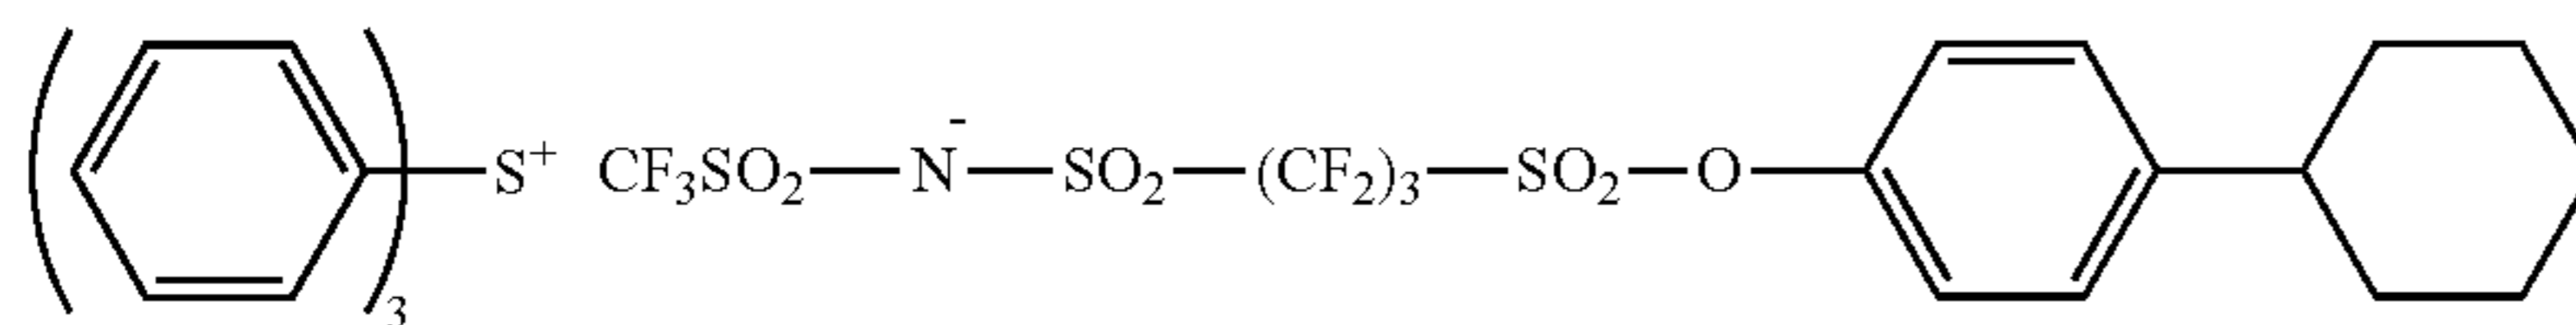 ( )₃ S⁺ CF₃SO₂—N⁻—SO₂—(CF₂)₃—SO₂—O